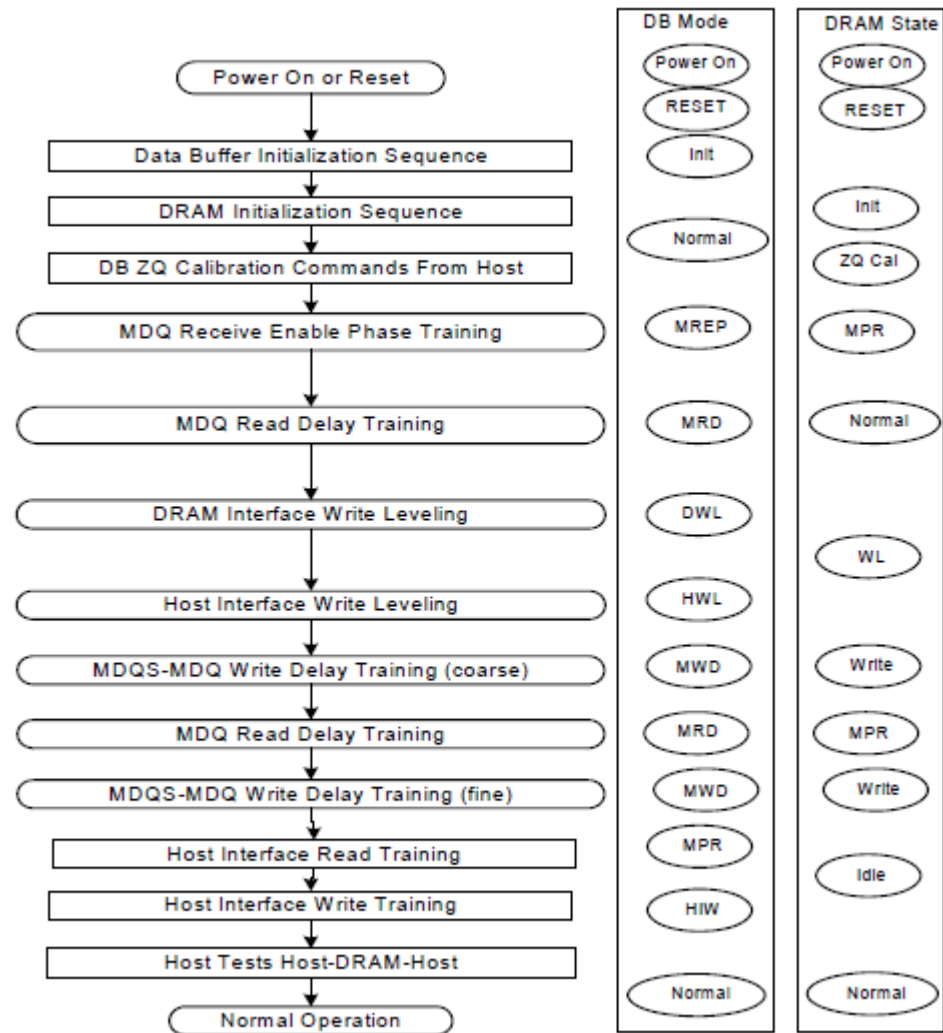 DB Mode
DRAM State
Power On or Reset
Power On
Power On
RESET
RESET
Data Buffer Initialization Sequence
Init
DRAM Initialization Sequence
Init
Normal
DB ZQ Calibration Commands From Host
ZQ Cal
MDQ Receive Enable Phase Training
MREP
MPR
MDQ Read Delay Training
MRD
Normal
DRAM Interface Write Leveling
DWL
WL
Host Interface Write Leveling
HWL
MDQS-MDQ Write Delay Training (coarse)
MWD
Write
MDQ Read Delay Training
MRD
MPR
MDQS-MDQ Write Delay Training (fine)
MWD
Write
Host Interface Read Training
MPR
Idle
Host Interface Write Training
HIW
Host Tests Host-DRAM-Host
Normal
Normal
Normal Operation